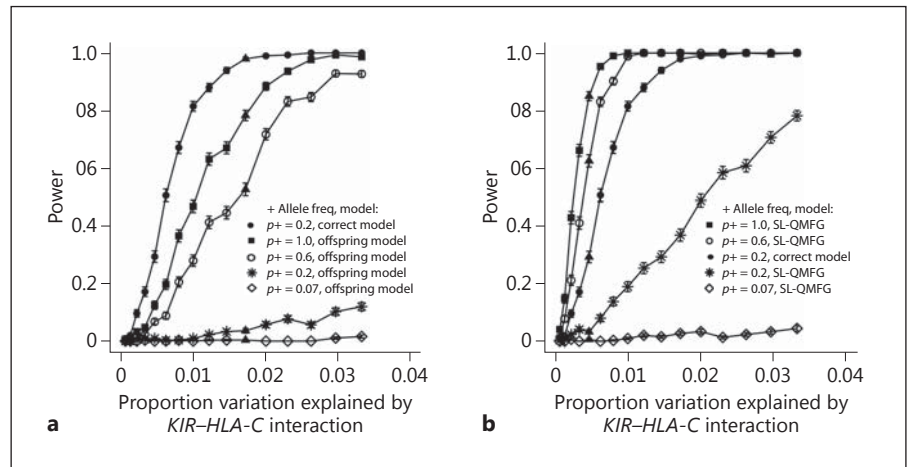 1.0
08
06
0.4
0.2
0
Power
+ Allele freq, model:
p+ = 0.2, correct model
p+ = 1.0, offspring model
p+ = 0.6, offspring model
p+ = 0.2, offspring model
p+ = 0.07, offspring model
0 0.01 0.02 0.03 0.04
Proportion variation explained by
KIR–HLA-C interaction
a
1.0
08
06
0.4
0.2
0
Power
+ Allele freq, model:
p+ = 1.0, SL-QMFG
p+ = 0.6, SL-QMFG
p+ = 0.2, correct model
p+ = 0.2, SL-QMFG
p+ = 0.07, SL-QMFG
0 0.01 0.02 0.03 0.04
Proportion variation explained by
KIR–HLA-C interaction
b